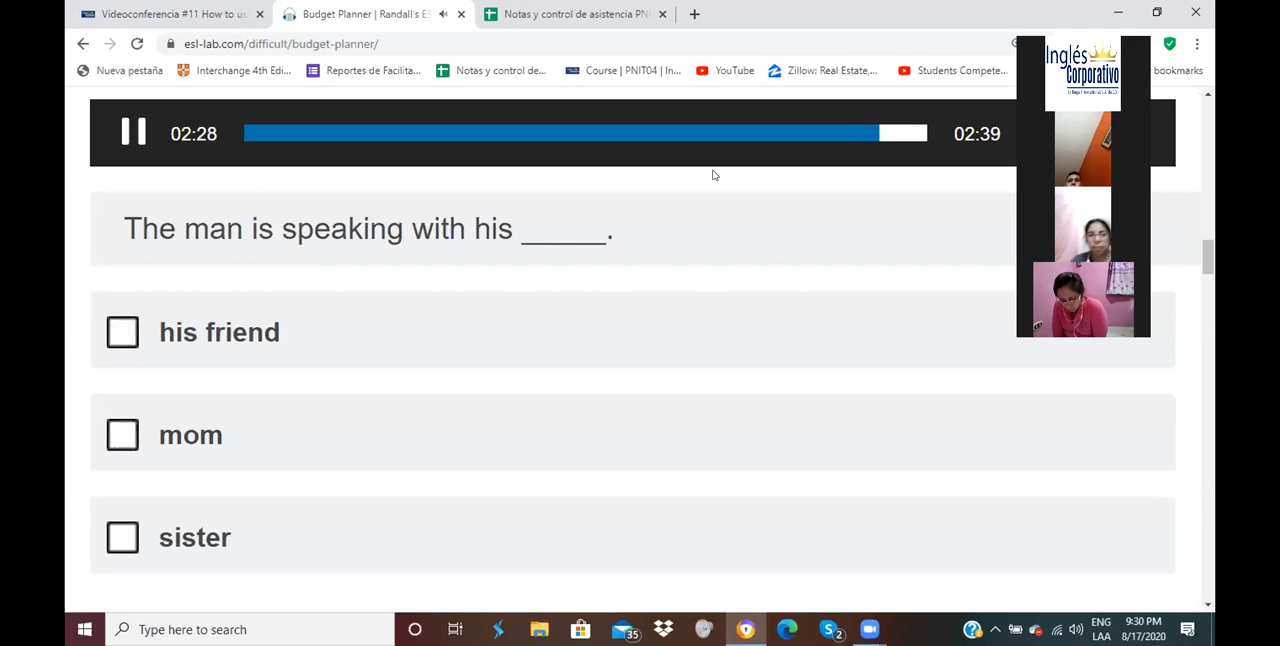 Videoconferencia #11 How to us
Budget Planner | Randall's ES
Notas y control de asistencia PNI
esl-lab.com/difficult/budget-planner/
Nueva pestaña
Interchange 4th Edi...
Reportes de Facilita...
Notas y control de...
Course | PNIT04 | In...
YouTube
Zillow: Real Estate,...
Students Compete...
bookmarks
Inglés
Corporativo
02:28
02:39
The man is speaking with his ______.
his friend
mom
sister
Type here to search
35
2
ENG
LAA
9:30 PM
8/17/2020